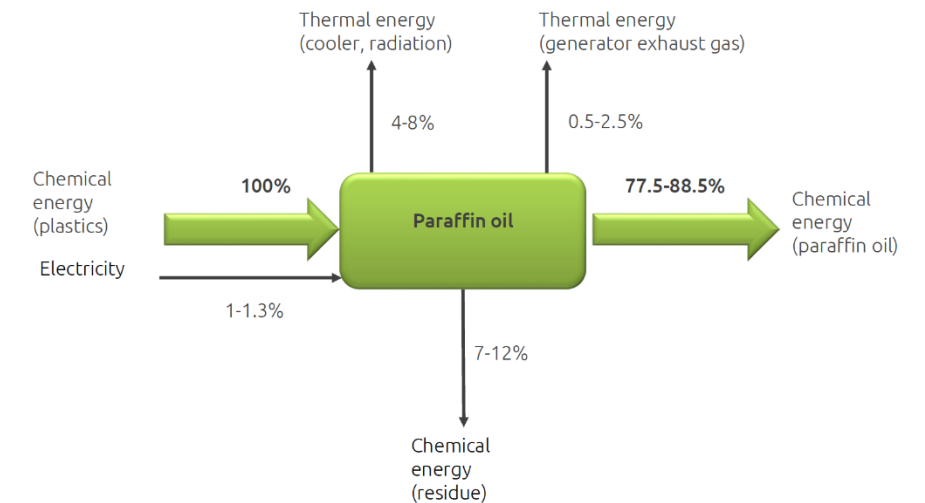 Thermal energy
(cooler, radiation)
Thermal energy
(generator exhaust gas)
4-8%
0.5-2.5%
Chemical
energy
(plastics)
100%
77.5-88.5%
Paraffin oil
Chemical
energy
(paraffin oil)
Electricity
1-1.3%
7-12%
Chemical
energy
(residue)